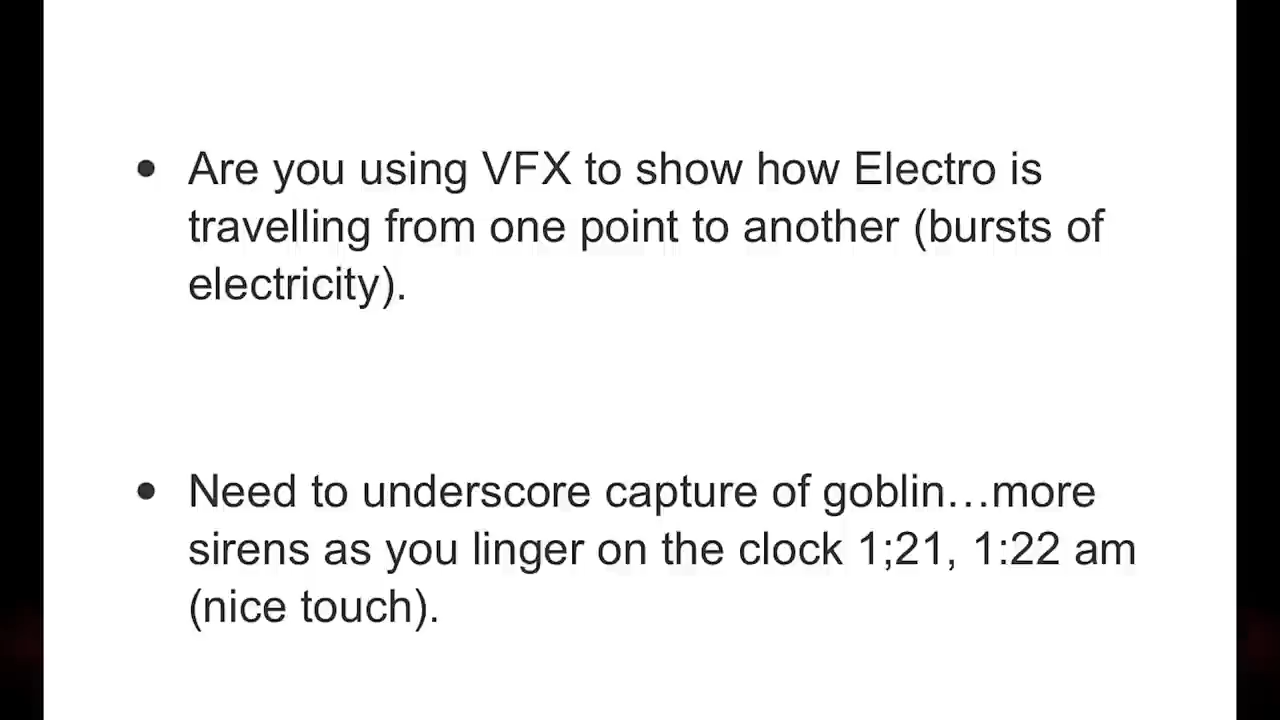 • Are you using VFX to show how Electro is
travelling from one point to another (bursts of
electricity).
• Need to underscore capture of goblin…more
sirens as you linger on the clock 1;21, 1:22 am
(nice touch).